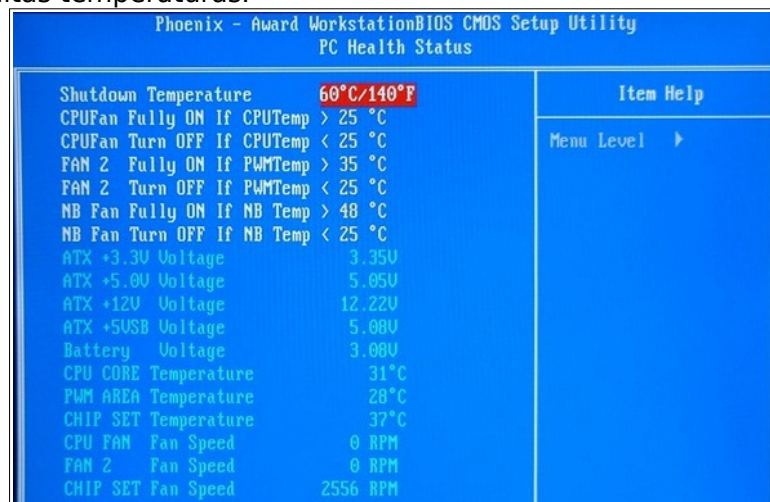 ltas temperaturas.
Phoenix - Award WorkstationBIOS CMOS Setup Utility
PC Health Status
Shutdown Temperature 60°C/140°F
CPUFan Fully ON If CPUTemp > 25 °C
CPUFan Turn OFF If CPUTemp < 25 °C
FAN 2 Fully ON If PWMTemp > 35 °C
FAN 2 Turn OFF If PWMTemp < 25 °C
NB Fan Fully ON If NB Temp > 48 °C
NB Fan Turn OFF If NB Temp < 25 °C
ATX +3.3V Voltage 3.35V
ATX +5.0V Voltage 5.05V
ATX +12V Voltage 12.22V
ATX +5VSB Voltage 5.08V
Battery Voltage 3.08V
CPU CORE Temperature 31°C
PWM AREA Temperature 28°C
CHIP SET Temperature 37°C
CPU FAN Fan Speed 0 RPM
FAN 2 Fan Speed 0 RPM
CHIP SET Fan Speed 2556 RPM
Item Help
Menu Level